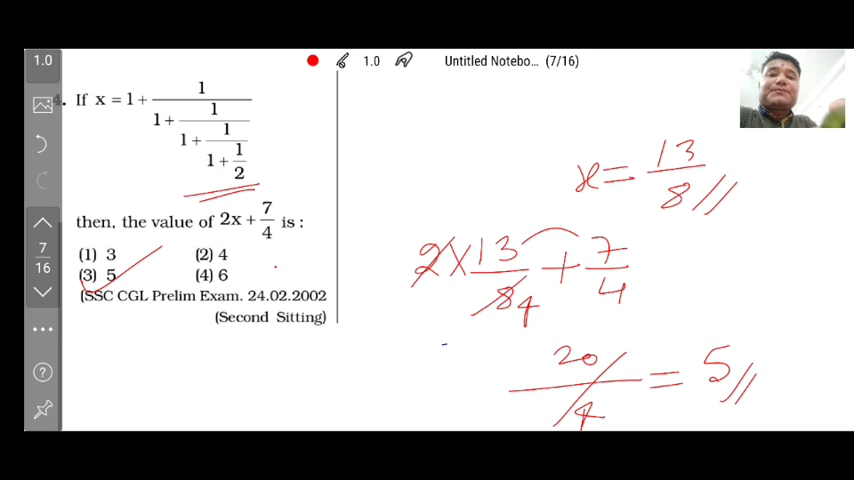 1.0
1.0
Untitled Notebo... (7/16)
4. If x = 1 + 1/(1 + 1/(1 + 1/(1 + 1/2)))
then, the value of 2x + 7/4 is :
(1) 3 (2) 4
(3) 5 (4) 6
(SSC CGL Prelim Exam. 24.02.2002
(Second Sitting)
7
16
x = 13/8 //
2 × 13/8 4 + 7/4
20/4 = 5 //